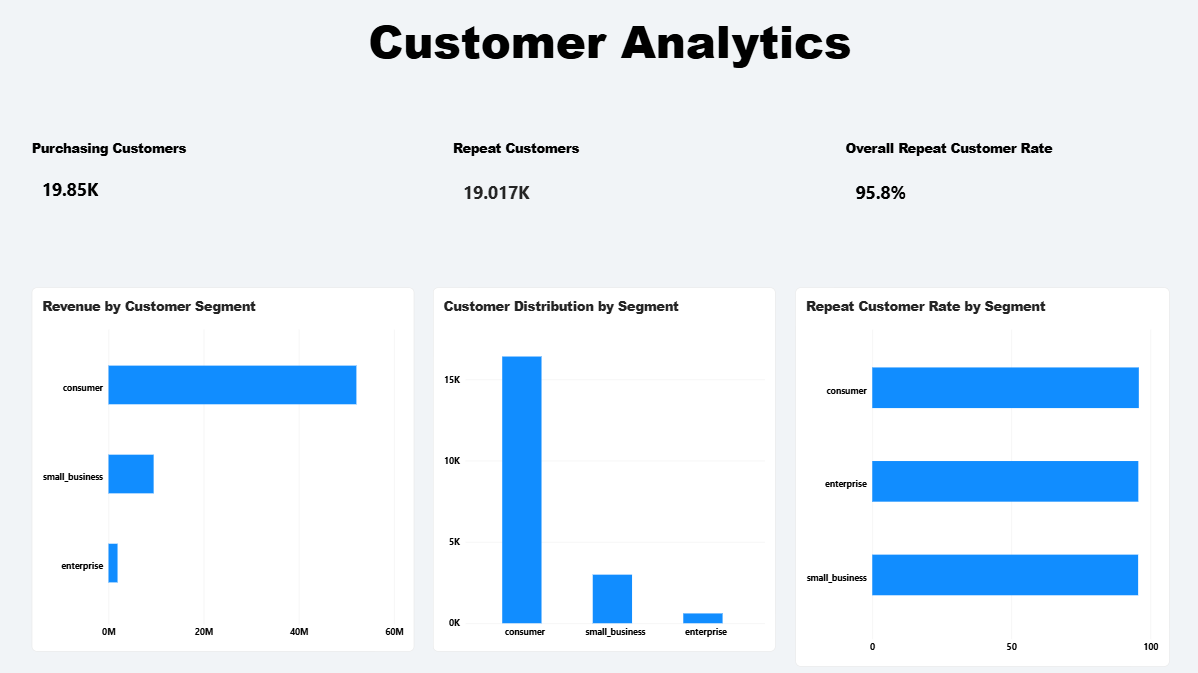 Customer Analytics
Purchasing Customers
19.85K
Repeat Customers
19.017K
Overall Repeat Customer Rate
95.8%
Revenue by Customer Segment
consumer
small_business
enterprise
0M 20M 40M 60M
Customer Distribution by Segment
15K
10K
5K
0K
consumer small_business enterprise
Repeat Customer Rate by Segment
consumer
enterprise
small_business
0 50 100